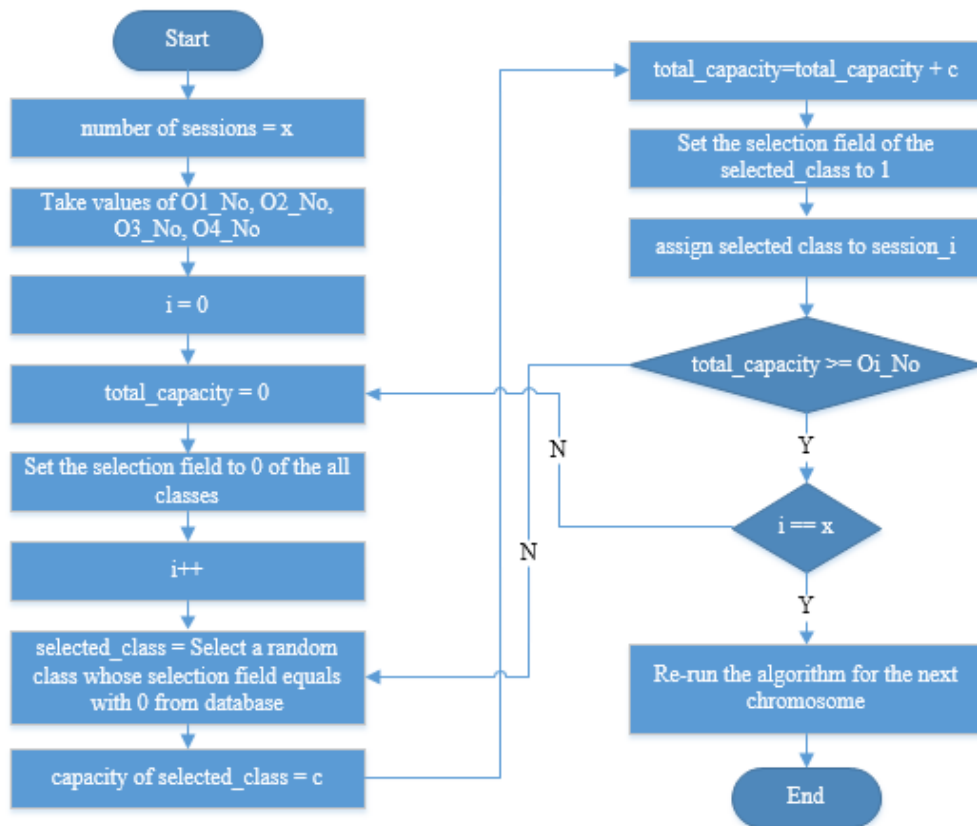 Start
number of sessions = x
Take values of O1_No, O2_No,
O3_No, O4_No
i = 0
total_capacity = 0
Set the selection field to 0 of the all
classes
i++
selected_class = Select a random
class whose selection field equals
with 0 from database
capacity of selected_class = c
total_capacity=total_capacity + c
Set the selection field of the
selected_class to 1
assign selected class to session_i
total_capacity >= Oi_No
N
Y
N
i == x
Y
Re-run the algorithm for the next
chromosome
End